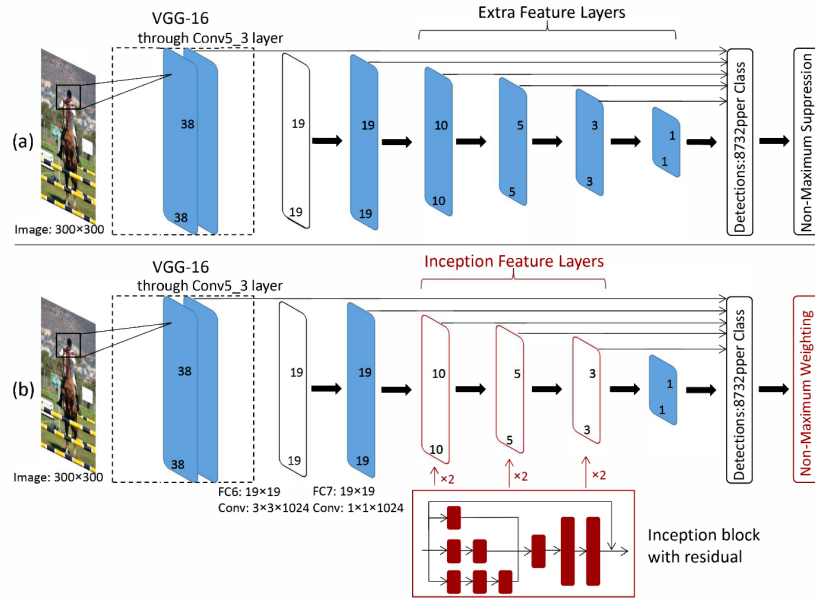 VGG-16
through Conv5_3 layer
Extra Feature Layers
(a)
38
38
19
19
19
19
10
10
5
5
3
3
1
1
Image: 300×300
Detections:8732pper Class
Non-Maximum Suppression
VGG-16
through Conv5_3 layer
Inception Feature Layers
(b)
38
38
19
19
19
19
10
10
5
5
3
3
1
1
Image: 300×300
Detections:8732pper Class
Non-Maximum Weighting
FC6: 19×19
Conv: 3×3×1024
FC7: 19×19
Conv: 1×1×1024
×2
×2
×2
Inception block
with residual